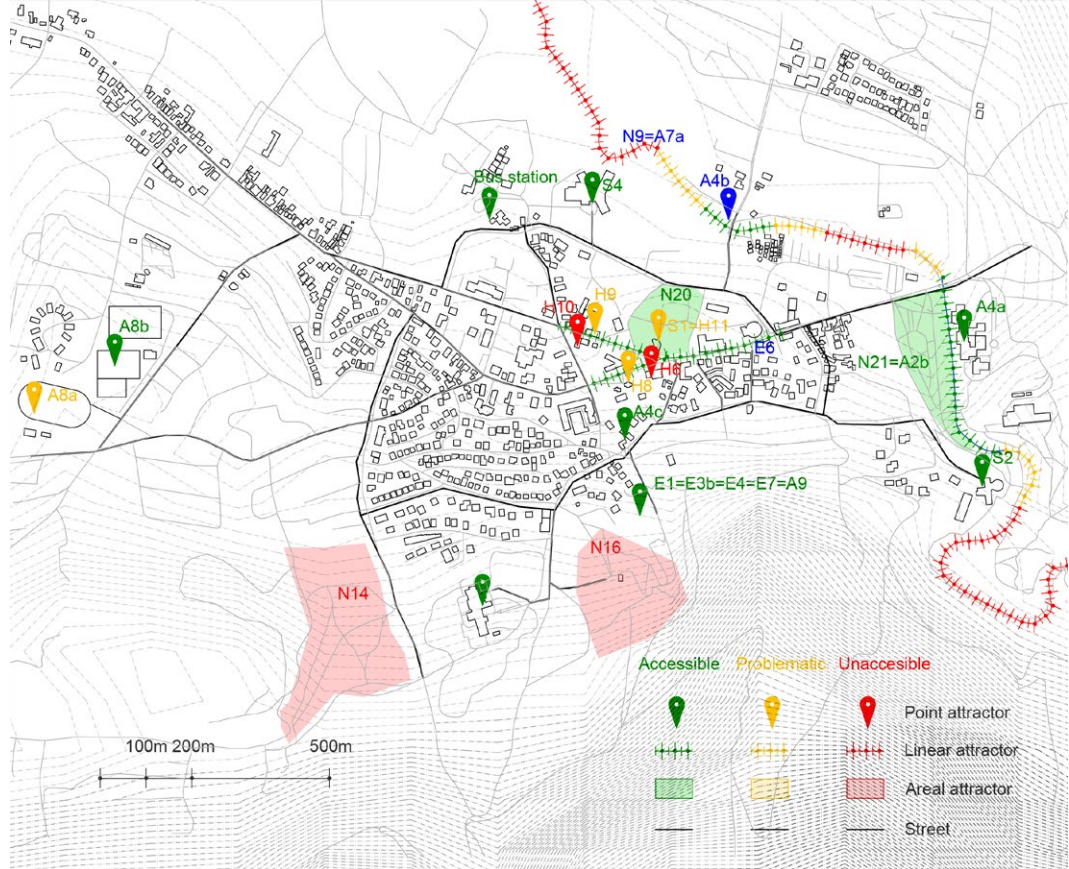 N9=A7a
Bus station
S4
A4b
H10
H9
N20
S1=H11
A4a
A8b
E6
N21=A2b
H6
H8
A8a
A4c
S2
E1=E3b=E4=E7=A9
N16
N14
Accessible Problematic Unaccesible
Point attractor
100m 200m 500m
Linear attractor
Areal attractor
Street